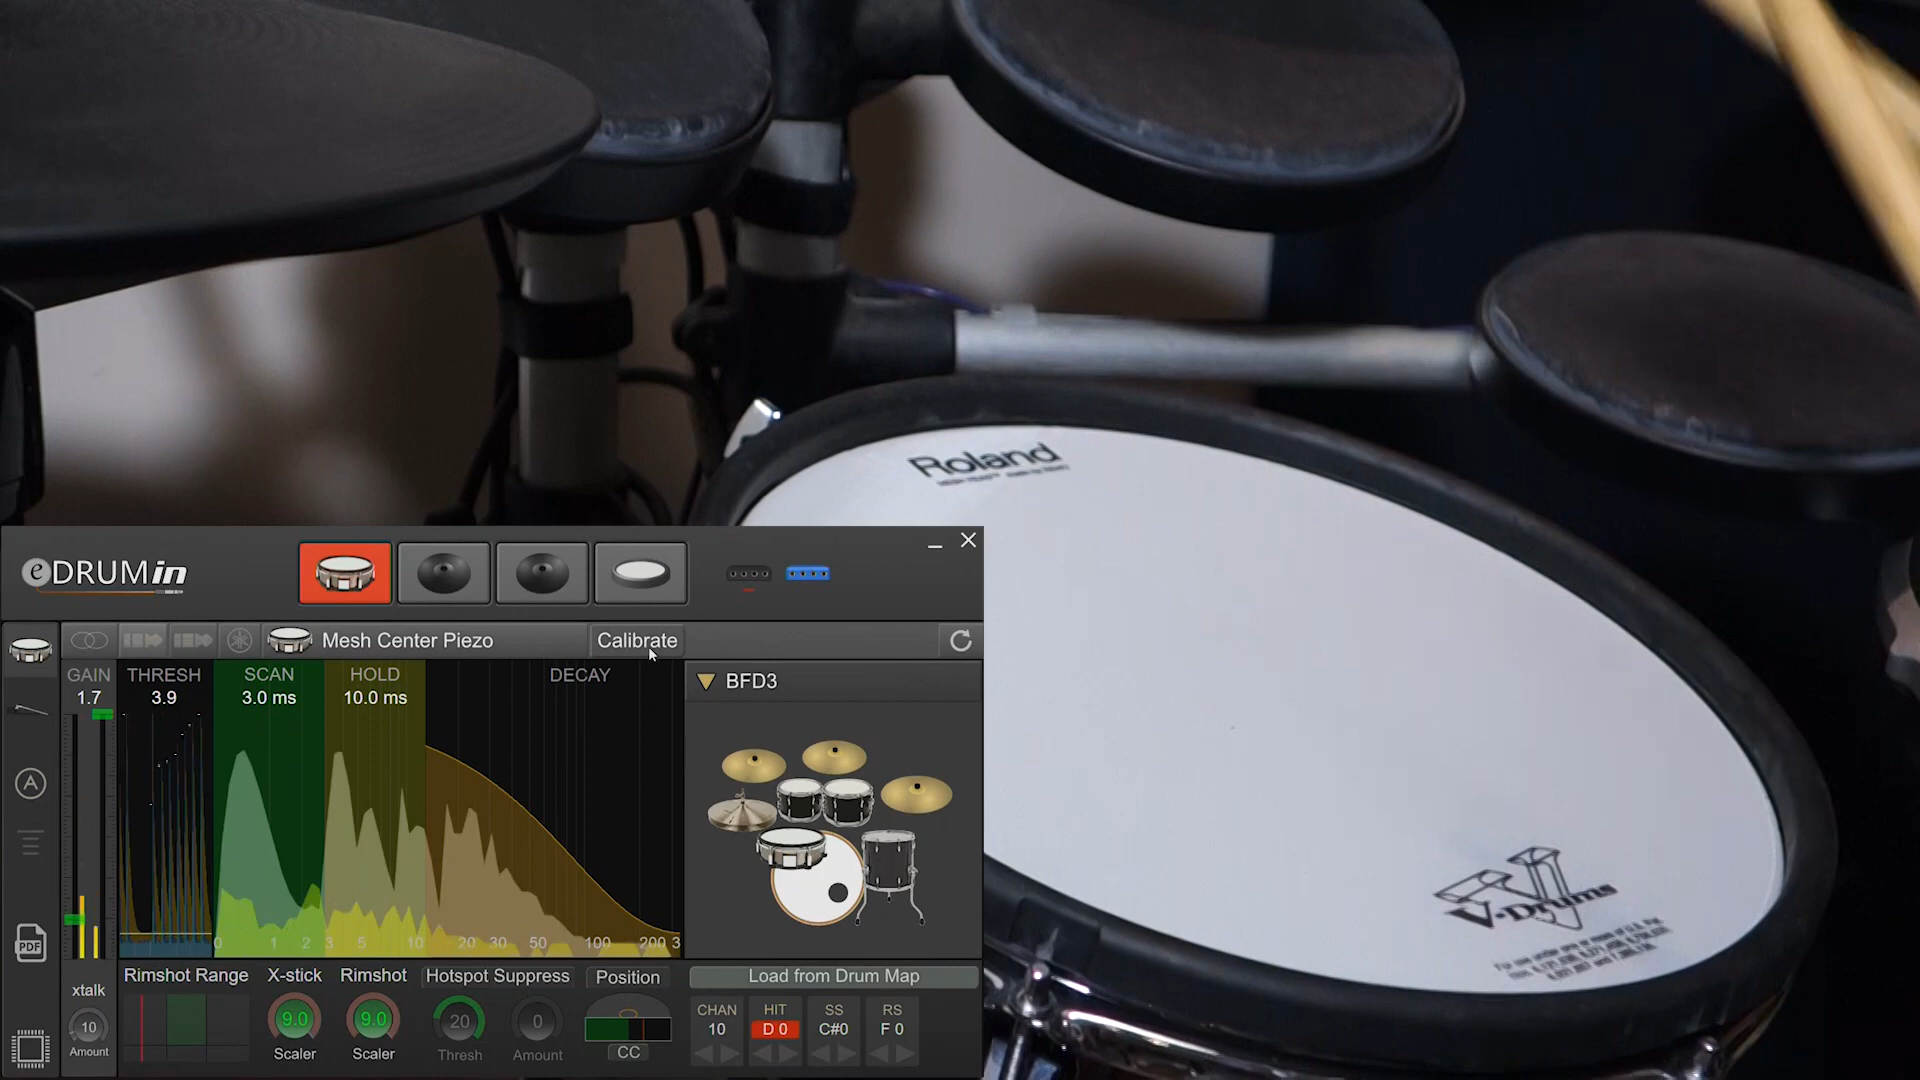 Roland
V-Drums
eDRUMin
Mesh Center Piezo
Calibrate
GAIN
1.7
THRESH
3.9
SCAN
3.0 ms
HOLD
10.0 ms
DECAY
BFD3
0 1 2 3 5 10 20 30 50 100 200 3
PDF
xtalk
10
Amount
Rimshot Range
X-stick
9.0
Scaler
Rimshot
9.0
Scaler
Hotspot Suppress
20
Thresh
0
Amount
Position
CC
Load from Drum Map
CHAN HIT SS RS
10 D 0 C#0 F 0